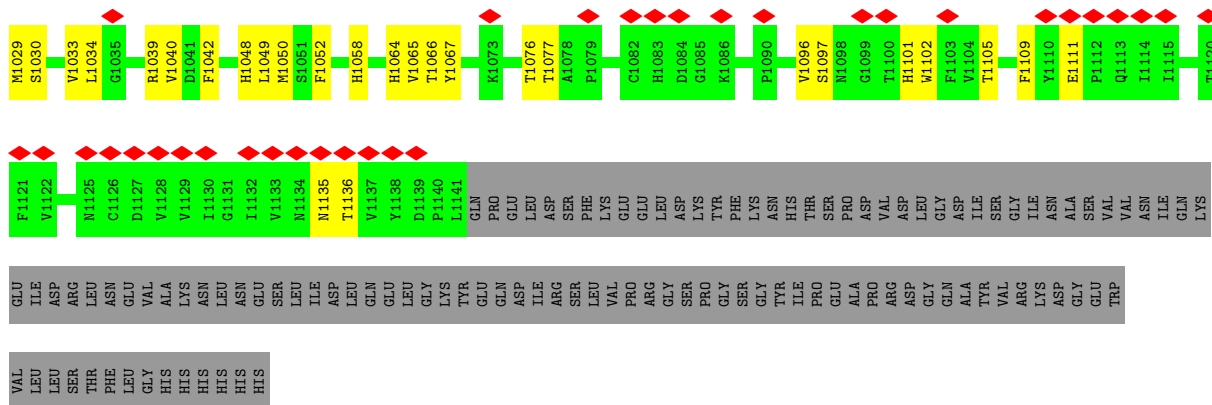 M1029 S1030 V1033 L1034 G1035 R1039 V1040 D1041 F1042 H1048 L1049 M1050 S1051 F1052 H1058 H1064 V1065 T1066 Y1067 K1073 T1076 T1077 A1078 P1079 C1082 H1083 D1084 G1085 K1086 P1090 V1096 S1097 N1098 G1099 T1100 H1101 W1102 F1103 V1104 T1105 F1109 Y1110 E1111 P1112 Q1113 I1114 I1115 T1120
F1121 V1122 N1125 C1126 D1127 V1128 V1129 I1130 G1131 I1132 V1133 N1134 N1135 T1136 V1137 Y1138 D1139 P1140 L1141 GLN PRO GLU LEU ASP SER PHE LYS GLU GLU LEU ASP LYS TYR PHE LYS ASN HIS THR SER PRO ASP VAL ASP LEU GLY ASP ILE SER GLY ILE ASN ALA SER VAL VAL ASN ILE GLN LYS
GLU ILE ASP ARG LEU ASN GLU VAL ALA LYS ASN LEU ASN GLU SER LEU ILE ASP LEU GLN GLU LEU GLY LYS TYR GLU GLN ASP ILE ARG SER LEU VAL PRO ARG GLY SER PRO GLY SER GLY TYR ILE PRO GLU ALA PRO ARG ASP GLY GLN ALA TYR VAL ARG LYS ASP GLY GLU TRP
VAL LEU LEU SER THR PHE LEU GLY HIS HIS HIS HIS HIS HIS